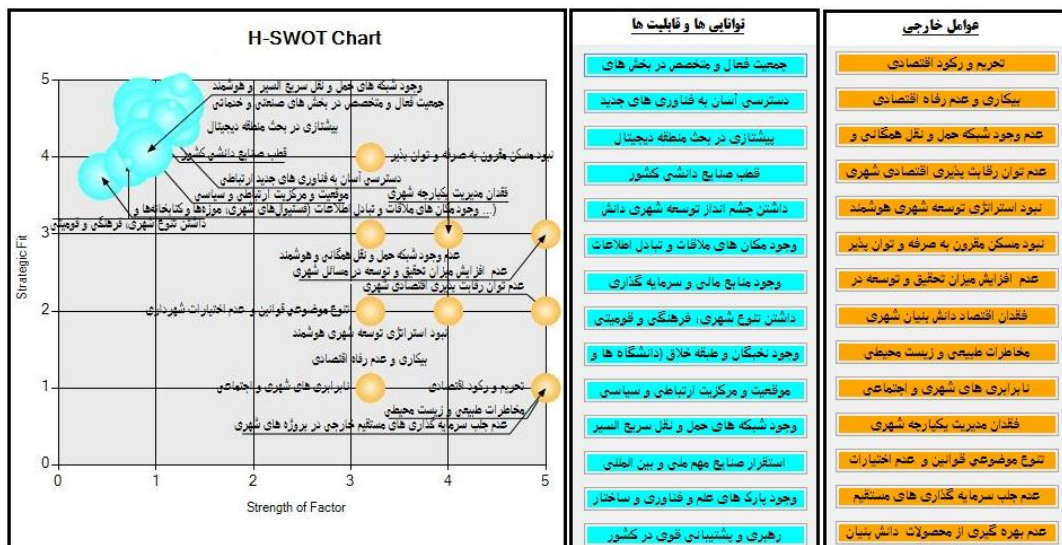 H-SWOT Chart
وجود شبکه های حمل و نقل سریع السیر و هوشمند
جمعیت فعال و متخصص در بخش های صنعتی و خدماتی
پیشتازی در بحث منطقه دیجیتال
قطب صنایع دانشی کشور
نبود مسکن مقرون به صرفه و توان پذیر
دسترسی آسان به فناوری های جدید ارتباطی
موقعیت و مرکزیت ارتباطی و سیاسی
فقدان مدیریت یکپارچه شهری
وجود مکان های ملاقات و تبادل اطلاعات (فستیوال های شهری، موزه ها و کتابخانه ها و ...)
داشتن تنوع شهری، فرهنگی و قومیتی
عدم وجود شبکه حمل و نقل همگانی و هوشمند
عدم افزایش میزان تحقیق و توسعه در مسائل شهری
عدم توان رقابت پذیری اقتصادی شهری
تنوع موضوعی قوانین و عدم اختیارات شهرداری
نبود استراتژی توسعه شهری هوشمند
بیکاری و عدم رفاه اقتصادی
نابرابری های شهری و اجتماعی
تحریم و رکود اقتصادی
مخاطرات طبیعی و زیست محیطی
عدم جلب سرمایه گذاری های مستقیم خارجی در پروژه های شهری
5
4
3
2
1
0
0 1 2 3 4 5
Strategic Fit
Strength of Factor
توانایی ها و قابلیت ها
جمعیت فعال و متخصص در بخش های
دسترسی آسان به فناوری های جدید
پیشتازی در بحث منطقه دیجیتال
قطب صنایع دانشی کشور
داشتن چشم انداز توسعه شهری دانش
وجود مکان های ملاقات و تبادل اطلاعات
وجود منابع مالی و سرمایه گذاری
داشتن تنوع شهری، فرهنگی و قومیتی
وجود نخبگان و طبقه خلاق (دانشگاه ها و
موقعیت و مرکزیت ارتباطی و سیاسی
وجود شبکه های حمل و نقل سریع السیر
استقرار صنایع مهم ملی و بین المللی
وجود پارک های علم و فناوری و ساختار
رهبری و پشتیبانی قوی در کشور
عوامل خارجی
تحریم و رکود اقتصادی
بیکاری و عدم رفاه اقتصادی
عدم وجود شبکه حمل و نقل همگانی و
عدم توان رقابت پذیری اقتصادی شهری
نبود استراتژی توسعه شهری هوشمند
نبود مسکن مقرون به صرفه و توان پذیر
عدم افزایش میزان تحقیق و توسعه در
فقدان اقتصاد دانش بنیان شهری
مخاطرات طبیعی و زیست محیطی
نابرابری های شهری و اجتماعی
فقدان مدیریت یکپارچه شهری
تنوع موضوعی قوانین و عدم اختیارات
عدم جلب سرمایه گذاری های مستقیم
عدم بهره گیری از محصولات دانش بنیان